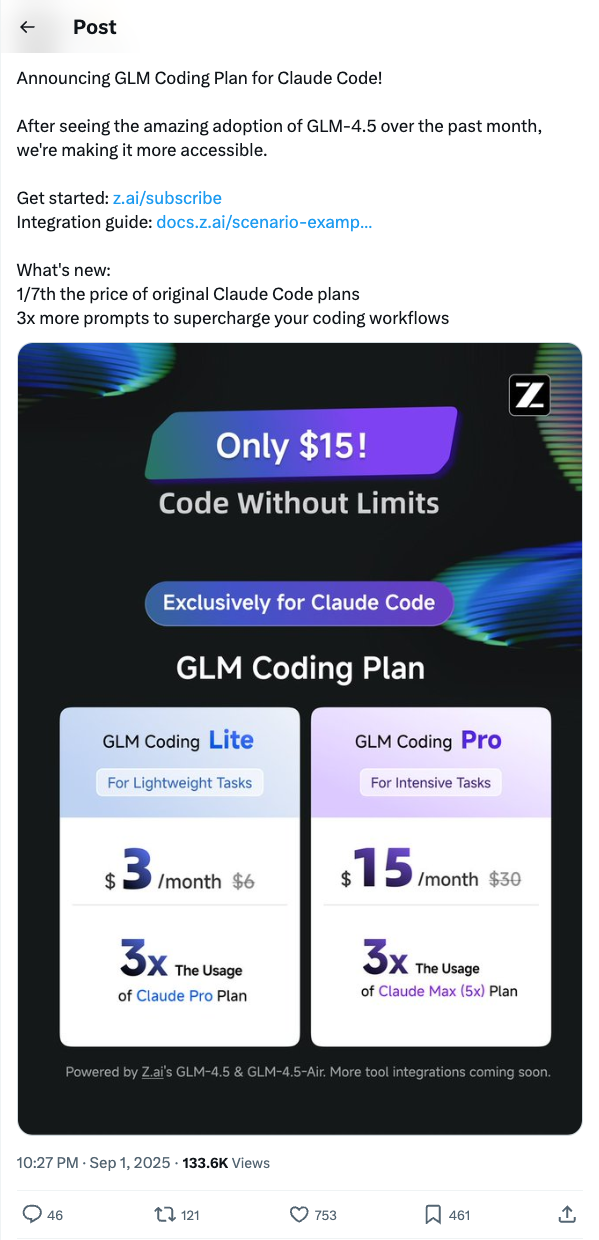 Post
Announcing GLM Coding Plan for Claude Code!
After seeing the amazing adoption of GLM-4.5 over the past month,
we're making it more accessible.
Get started: z.ai/subscribe
Integration guide: docs.z.ai/scenario-examp...
What's new:
1/7th the price of original Claude Code plans
3x more prompts to supercharge your coding workflows
Z
Only $15!
Code Without Limits
Exclusively for Claude Code
GLM Coding Plan
GLM Coding Lite
For Lightweight Tasks
$3/month $6
3x The Usage
of Claude Pro Plan
GLM Coding Pro
For Intensive Tasks
$15/month $30
3x The Usage
of Claude Max (5x) Plan
Powered by Z.ai's GLM-4.5 & GLM-4.5-Air. More tool integrations coming soon.
10:27 PM · Sep 1, 2025 · 133.6K Views
46 121 753 461